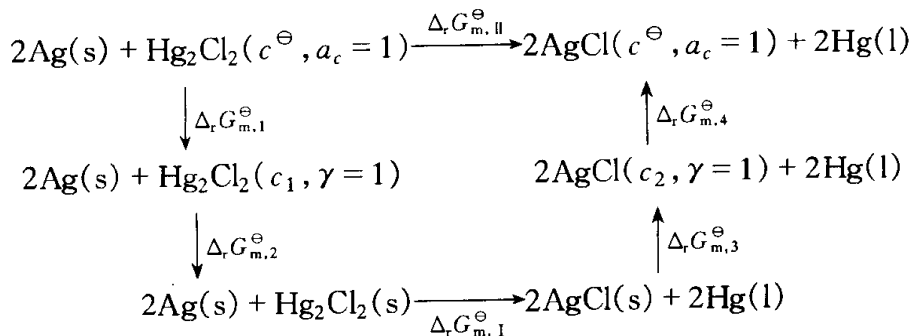 2Ag(s) + Hg₂Cl₂(c^⊖, a_c = 1) Δ_rG^⊖_m,Ⅱ 2AgCl(c^⊖, a_c = 1) + 2Hg(l)
Δ_rG^⊖_m,1 Δ_rG^⊖_m,4
2Ag(s) + Hg₂Cl₂(c₁, γ = 1) 2AgCl(c₂, γ = 1) + 2Hg(l)
Δ_rG^⊖_m,2 Δ_rG^⊖_m,3
2Ag(s) + Hg₂Cl₂(s) Δ_rG^⊖_m,Ⅰ 2AgCl(s) + 2Hg(l)